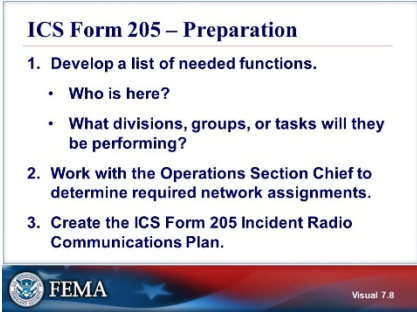 ICS Form 205 – Preparation
1. Develop a list of needed functions.
• Who is here?
• What divisions, groups, or tasks will they
be performing?
2. Work with the Operations Section Chief to
determine required network assignments.
3. Create the ICS Form 205 Incident Radio
Communications Plan.
FEMA
Visual 7.8